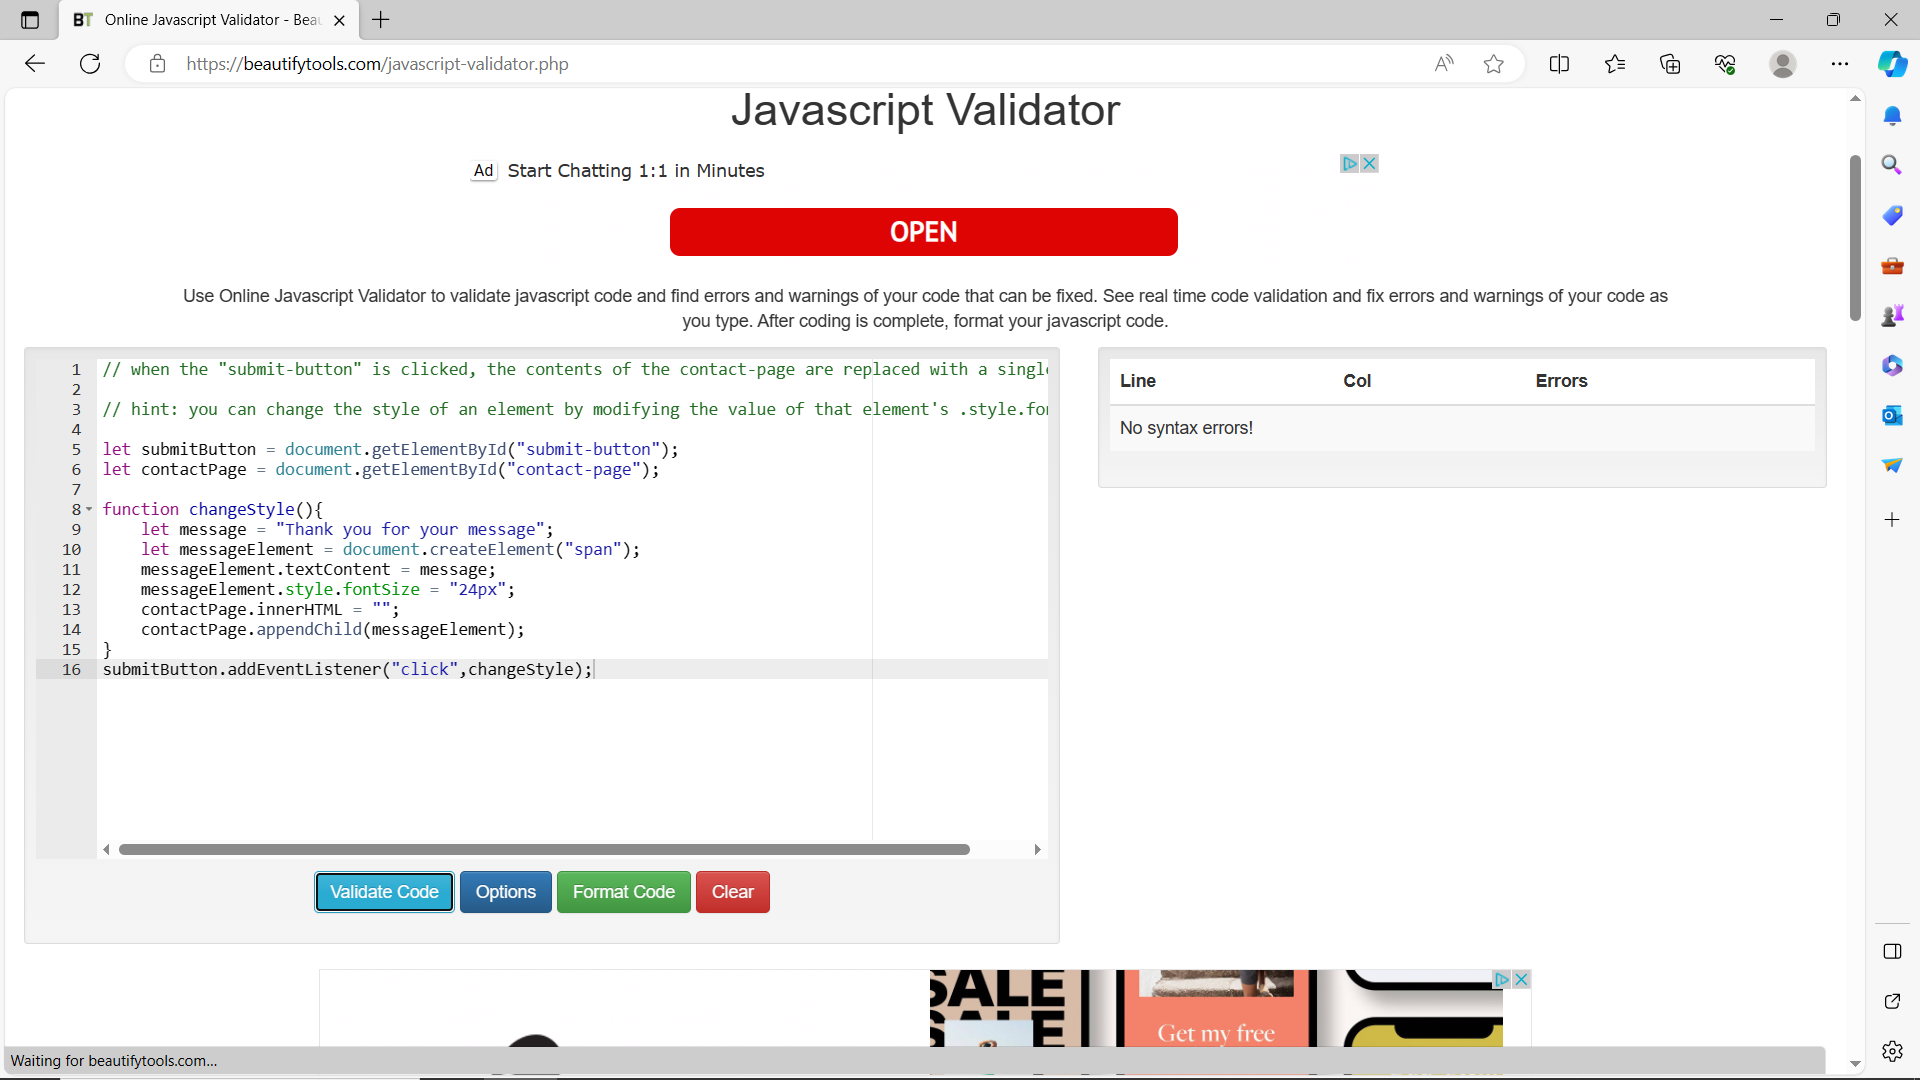 BT Online Javascript Validator - Beau
https://beautifytools.com/javascript-validator.php
Javascript Validator
Ad Start Chatting 1:1 in Minutes
OPEN
Use Online Javascript Validator to validate javascript code and find errors and warnings of your code that can be fixed. See real time code validation and fix errors and warnings of your code as
you type. After coding is complete, format your javascript code.
1 // when the "submit-button" is clicked, the contents of the contact-page are replaced with a single
2
3 // hint: you can change the style of an element by modifying the value of that element's .style.fon
4
5 let submitButton = document.getElementById("submit-button");
6 let contactPage = document.getElementById("contact-page");
7
8 function changeStyle(){
9 let message = "Thank you for your message";
10 let messageElement = document.createElement("span");
11 messageElement.textContent = message;
12 messageElement.style.fontSize = "24px";
13 contactPage.innerHTML = "";
14 contactPage.appendChild(messageElement);
15 }
16 submitButton.addEventListener("click",changeStyle);
Line Col Errors
No syntax errors!
Validate Code Options Format Code Clear
SALE
SALE
Get my free
Waiting for beautifytools.com...